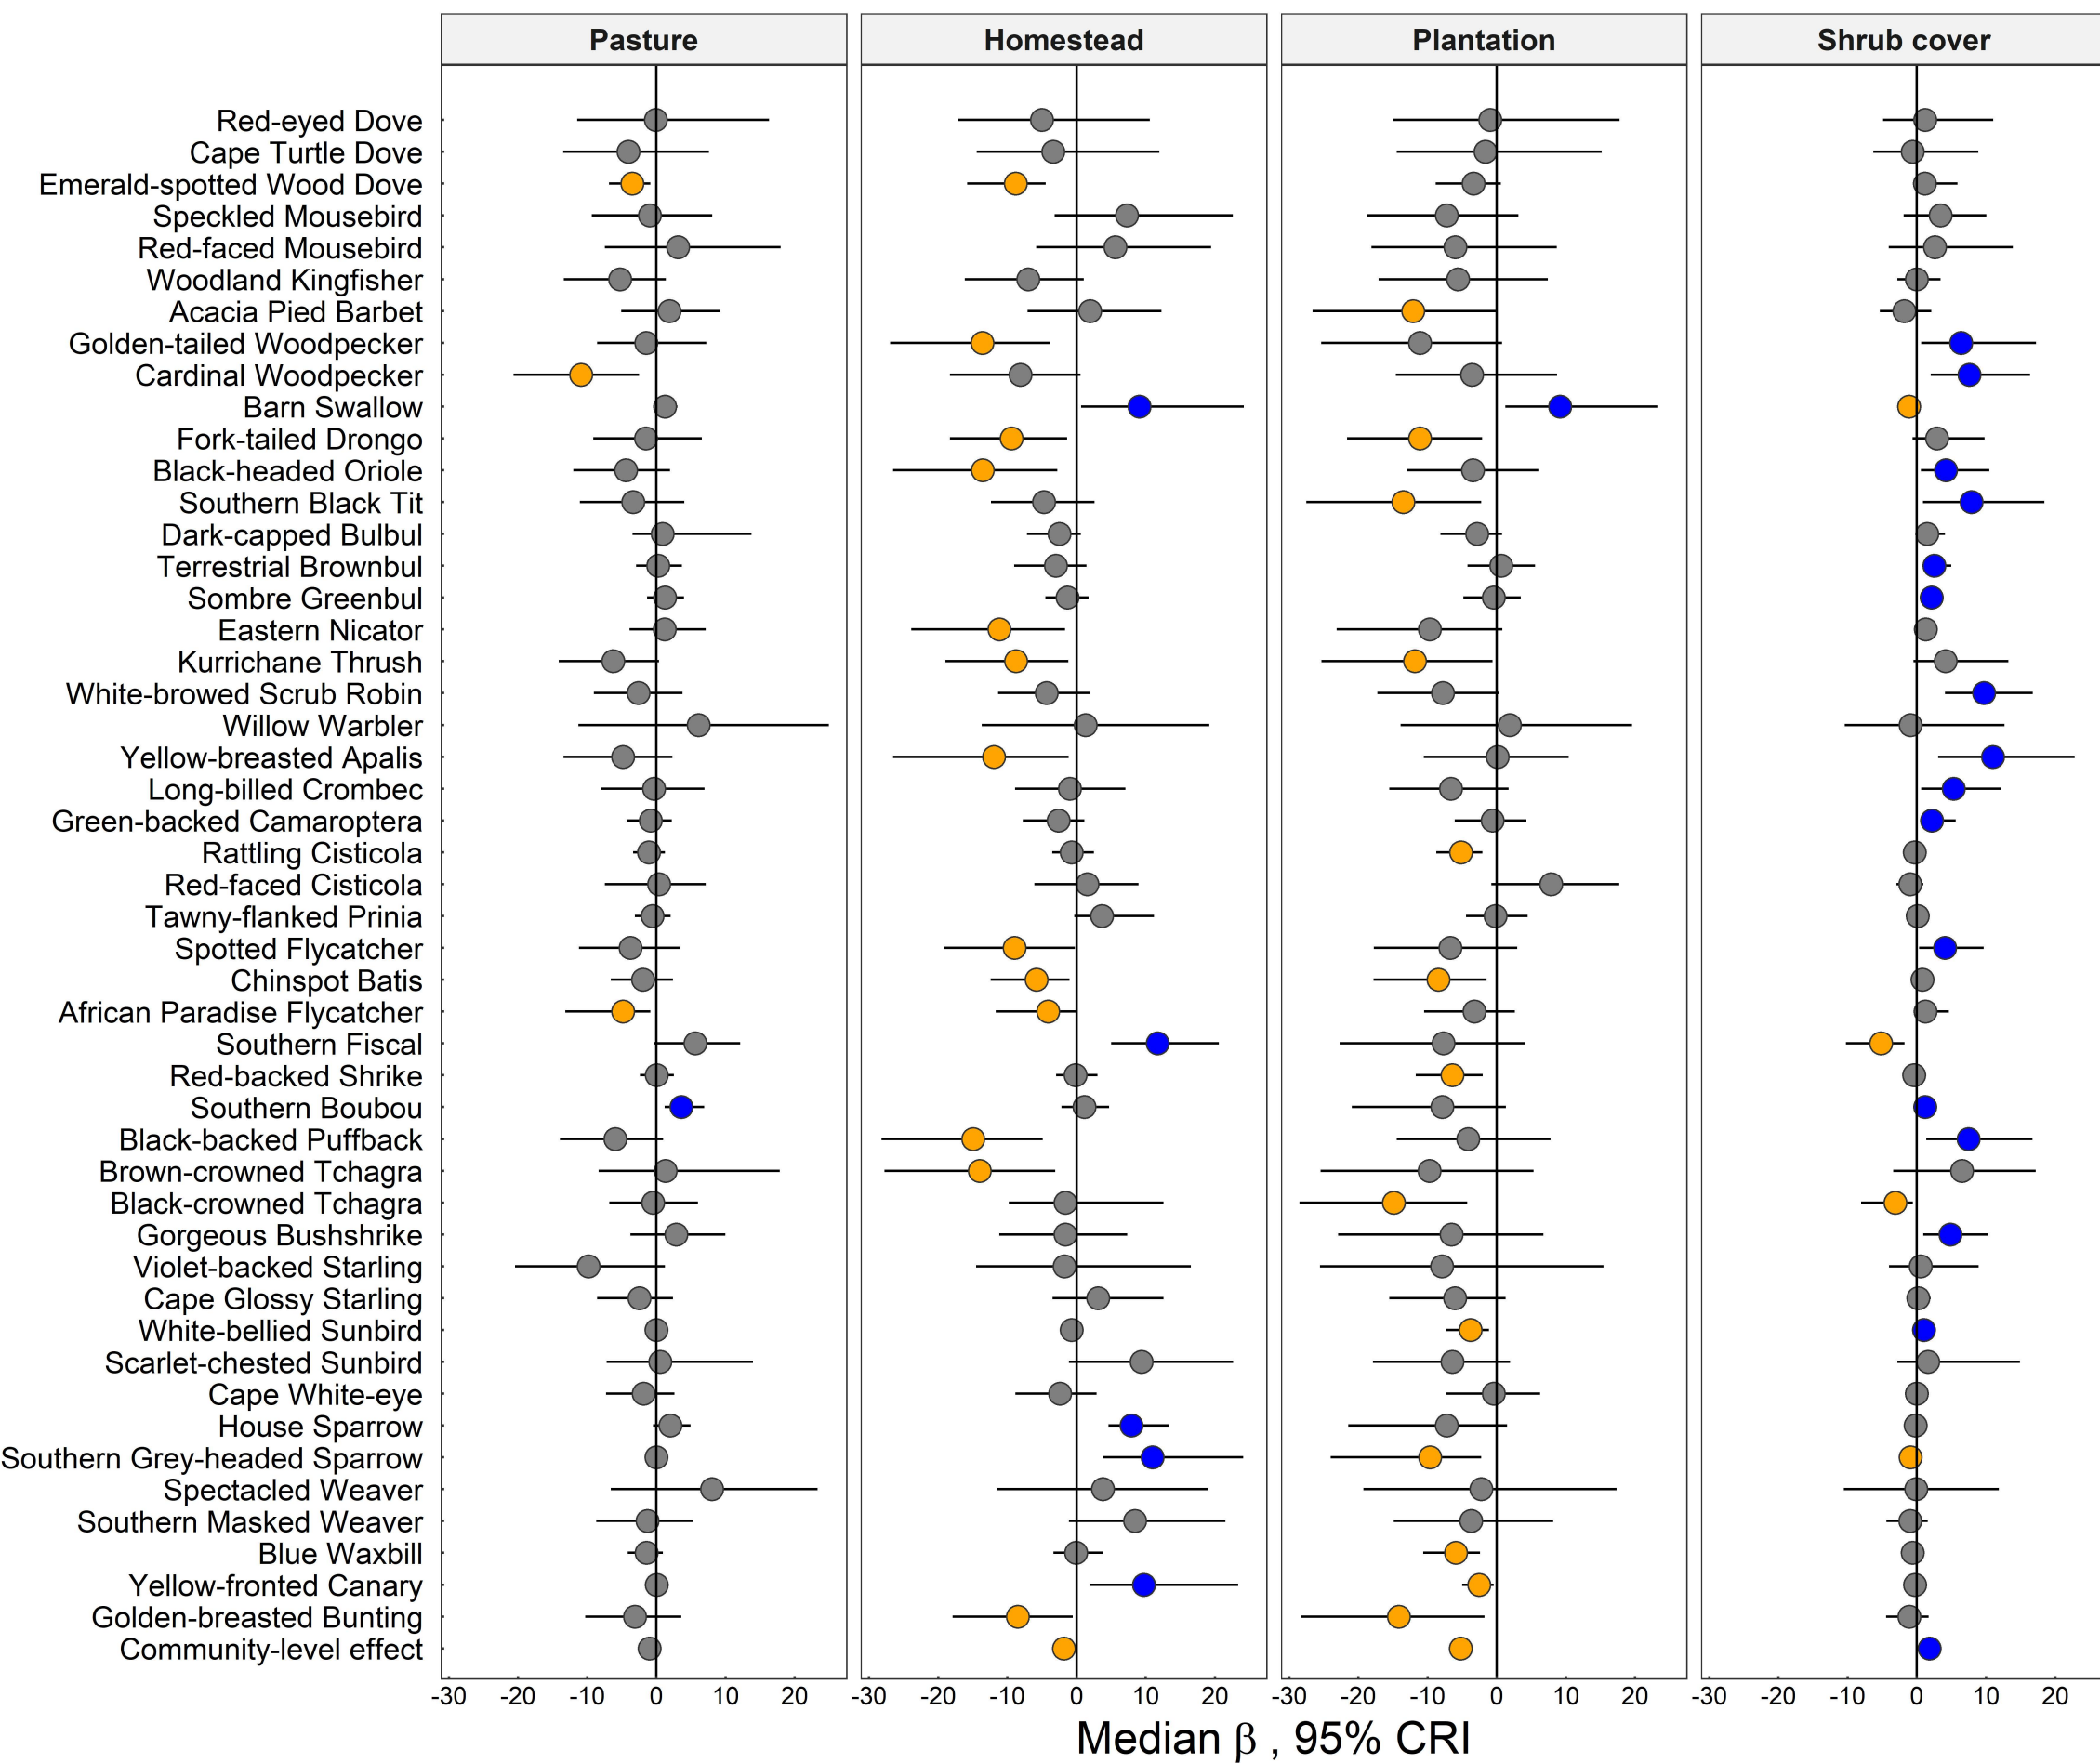 Pasture Homestead Plantation Shrub cover
Red-eyed Dove
Cape Turtle Dove
Emerald-spotted Wood Dove
Speckled Mousebird
Red-faced Mousebird
Woodland Kingfisher
Acacia Pied Barbet
Golden-tailed Woodpecker
Cardinal Woodpecker
Barn Swallow
Fork-tailed Drongo
Black-headed Oriole
Southern Black Tit
Dark-capped Bulbul
Terrestrial Brownbul
Sombre Greenbul
Eastern Nicator
Kurrichane Thrush
White-browed Scrub Robin
Willow Warbler
Yellow-breasted Apalis
Long-billed Crombec
Green-backed Camaroptera
Rattling Cisticola
Red-faced Cisticola
Tawny-flanked Prinia
Spotted Flycatcher
Chinspot Batis
African Paradise Flycatcher
Southern Fiscal
Red-backed Shrike
Southern Boubou
Black-backed Puffback
Brown-crowned Tchagra
Black-crowned Tchagra
Gorgeous Bushshrike
Violet-backed Starling
Cape Glossy Starling
White-bellied Sunbird
Scarlet-chested Sunbird
Cape White-eye
House Sparrow
Southern Grey-headed Sparrow
Spectacled Weaver
Southern Masked Weaver
Blue Waxbill
Yellow-fronted Canary
Golden-breasted Bunting
Community-level effect
-30 -20 -10 0 10 20 -30 -20 -10 0 10 20 -30 -20 -10 0 10 20 -30 -20 -10 0 10 20
Median β , 95% CRI